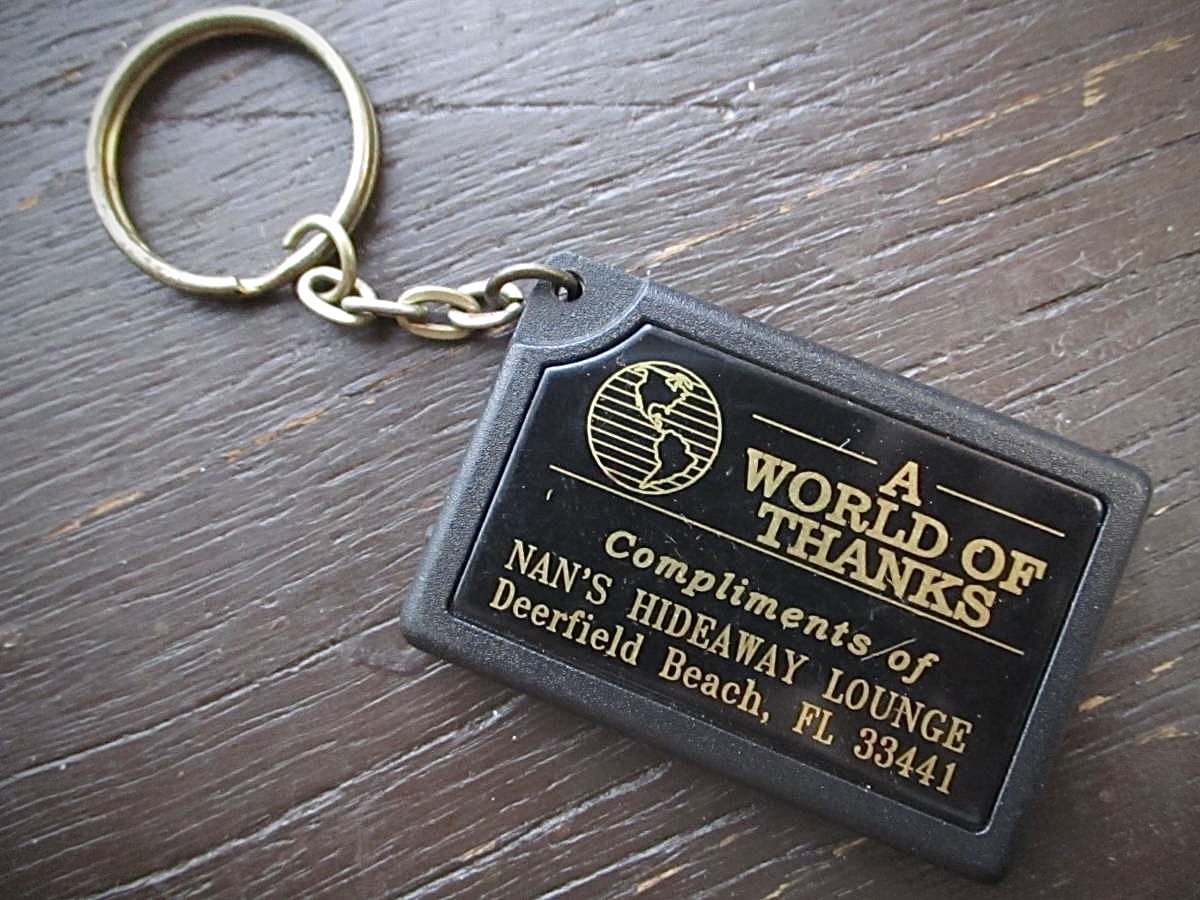 A
WORLD OF
THANKS
Compliments of
NAN'S HIDEAWAY LOUNGE
Deerfield Beach, FL 33441